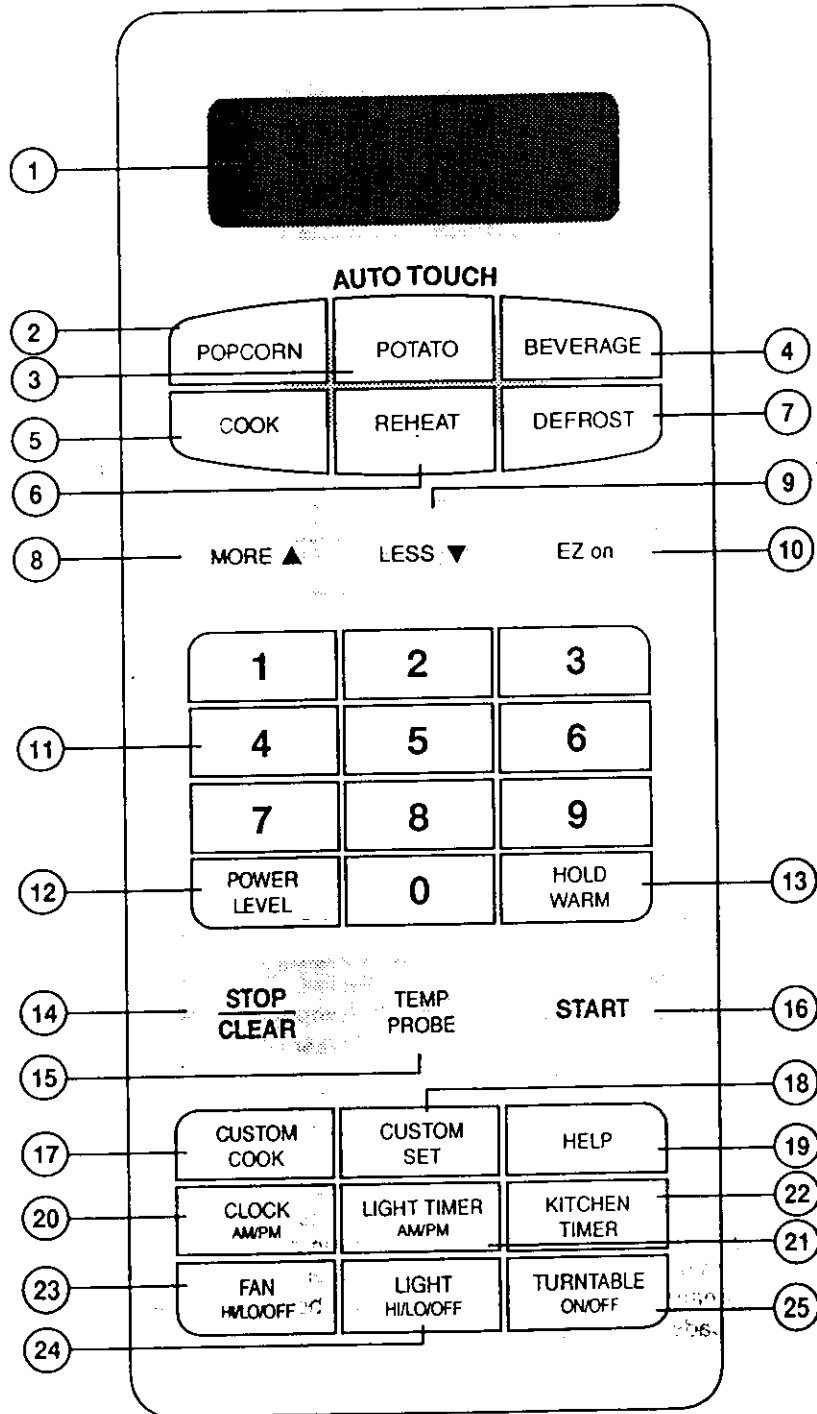 1
AUTO TOUCH
2 POPCORN POTATO BEVERAGE 4
3
5 COOK REHEAT DEFROST 7
6 9
8 MORE ▲ LESS ▼ EZ on 10
1 2 3
11 4 5 6
7 8 9
12 POWER LEVEL 0 HOLD WARM 13
14 STOP CLEAR TEMP PROBE START 16
15 18
17 CUSTOM COOK CUSTOM SET HELP 19
20 CLOCK AM/PM LIGHT TIMER AM/PM KITCHEN TIMER 22
21
23 FAN HI/LO/OFF LIGHT HI/LO/OFF TURNTABLE ON/OFF 25
24